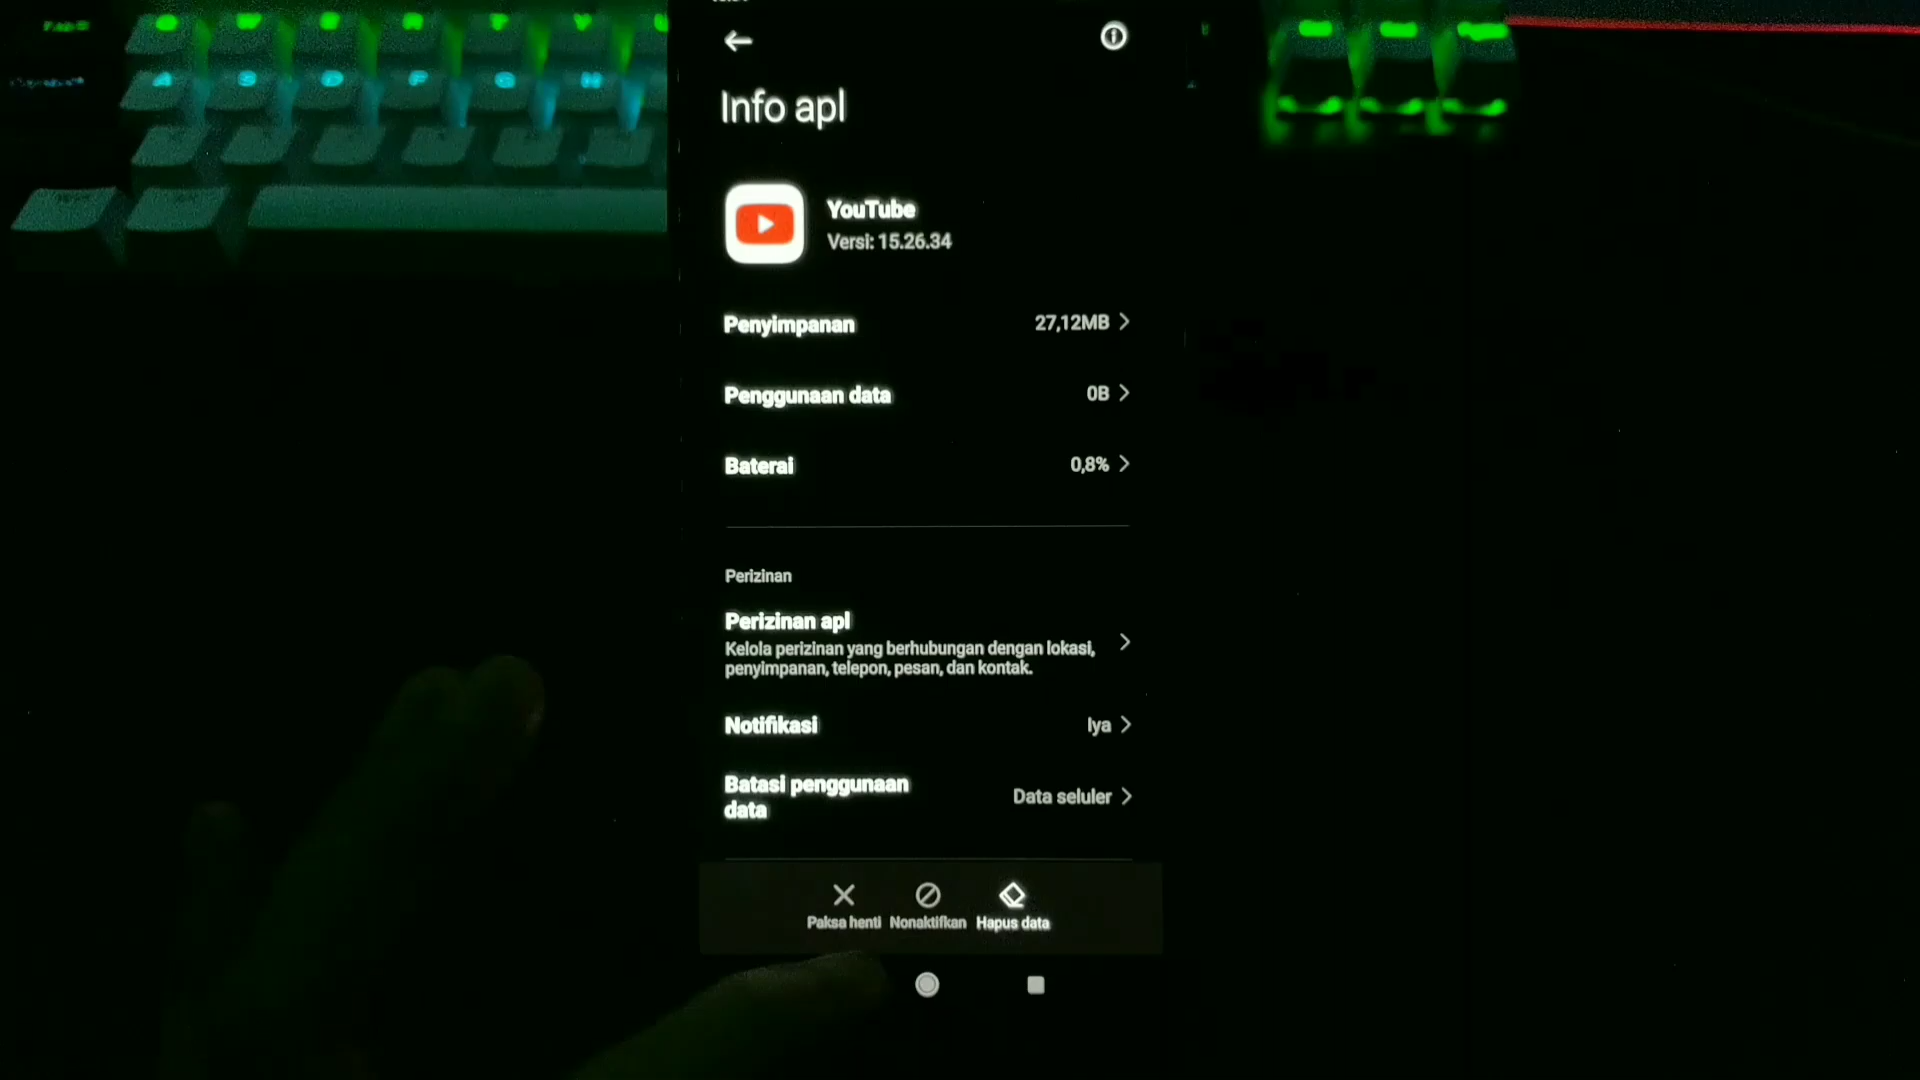 Info apl
YouTube
Versi: 15.26.34
Penyimpanan 27,12MB
Penggunaan data 0B
Baterai 0,8%
Perizinan
Perizinan apl
Kelola perizinan yang berhubungan dengan lokasi,
penyimpanan, telepon, pesan, dan kontak.
Notifikasi Iya
Batasi penggunaan
data
Data seluler
Paksa henti Nonaktifkan Hapus data